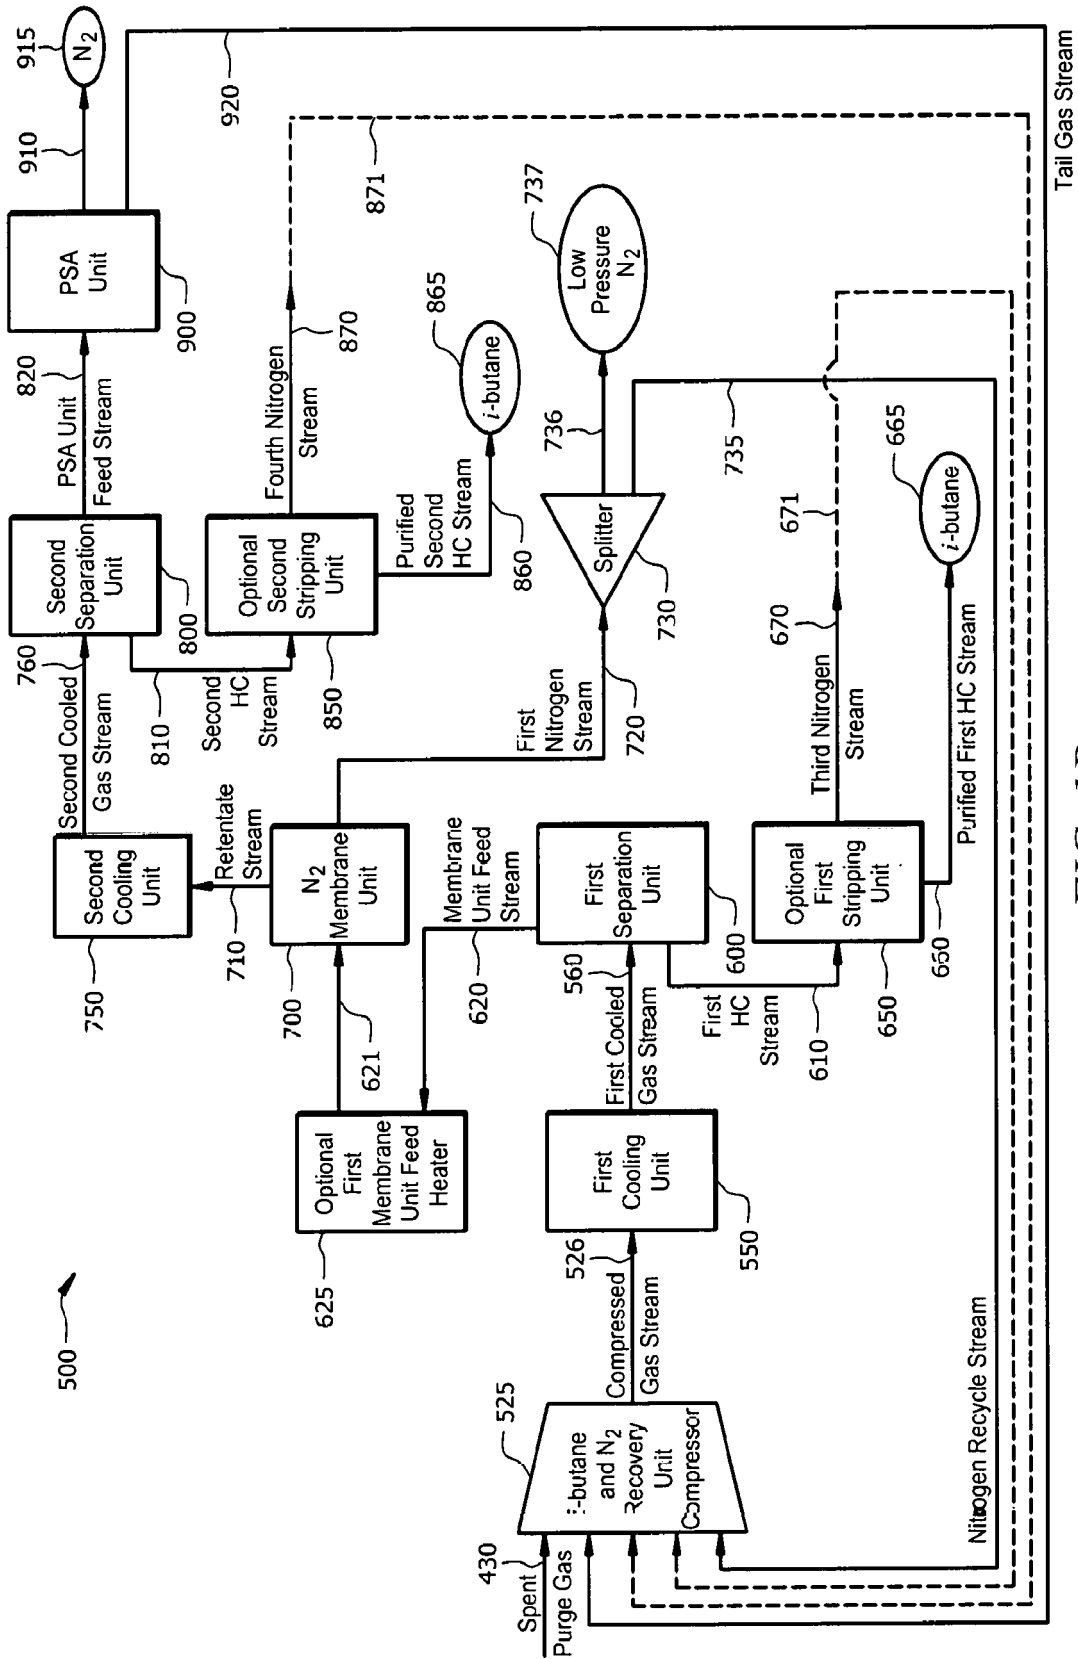 500
Spent
Purge Gas
430
i-butane
and N2
Recovery
Unit
Compressor
525
Compressed
Gas Stream
526
First
Cooling
Unit
550
First Cooled
Gas Stream
560
First
Separation
Unit
600
First
HC
Stream
610
Optional
First
Stripping
Unit
650
Purified First HC Stream
660
i-butane
665
Third Nitrogen
Stream
670
671
Membrane
Unit Feed
Stream
620
Optional
First
Membrane
Unit Feed
Heater
625
621
N2
Membrane
Unit
700
Retentate
Stream
710
First
Nitrogen
Stream
720
Splitter
730
736
Low
Pressure
N2
737
735
Nitrogen Recycle Stream
Second
Cooling
Unit
750
Second Cooled
Gas Stream
760
Second
Separation
Unit
800
Second
HC
Stream
810
Optional
Second
Stripping
Unit
850
Purified
Second
HC Stream
860
i-butane
865
Fourth Nitrogen
Stream
870
871
PSA Unit
Feed Stream
820
PSA
Unit
900
910
N2
915
920
Tail Gas Stream